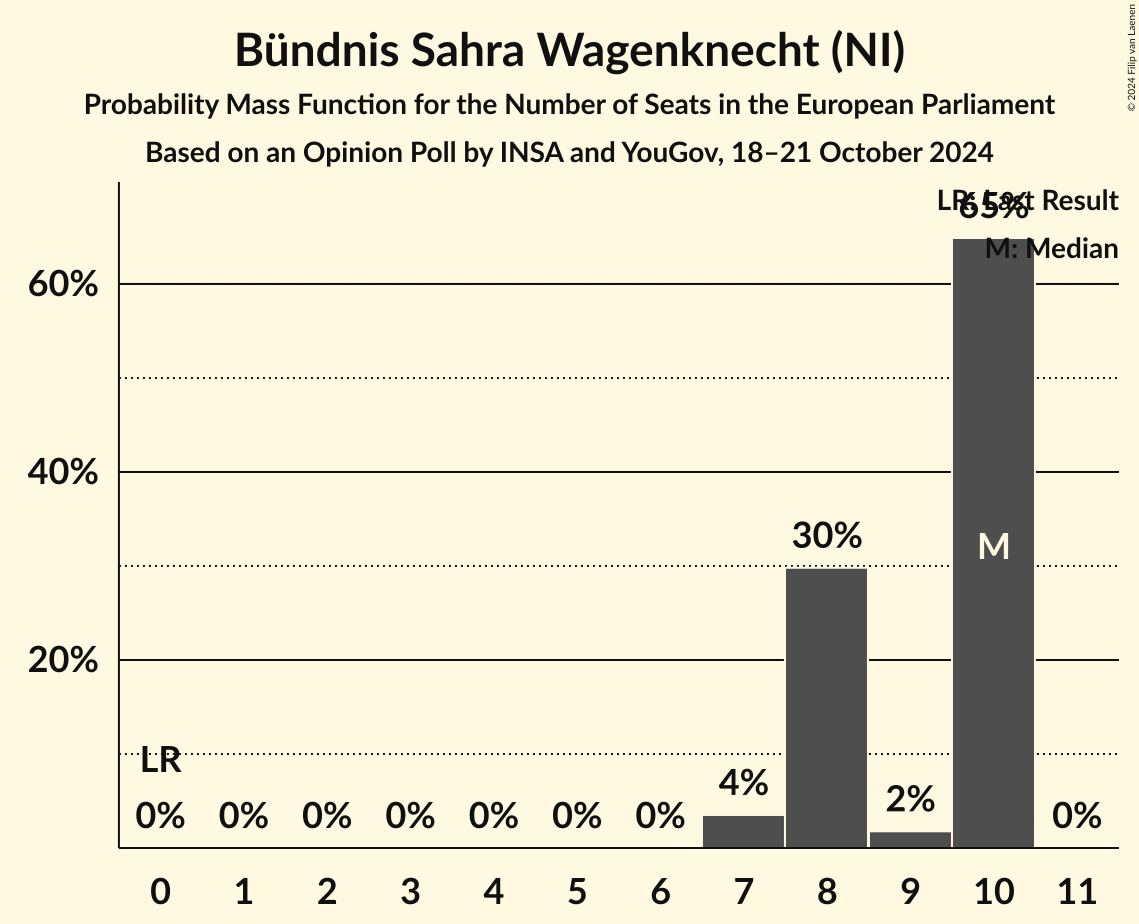 Bündnis Sahra Wagenknecht (NI)
Probability Mass Function for the Number of Seats in the European Parliament
Based on an Opinion Poll by INSA and YouGov, 18–21 October 2024
© 2024 Filip van Laenen
LR: Last Result
65%
M: Median
60%
40%
30%
M
20%
LR
4%
2%
0% 0% 0% 0% 0% 0% 0% 0%
0 1 2 3 4 5 6 7 8 9 10 11